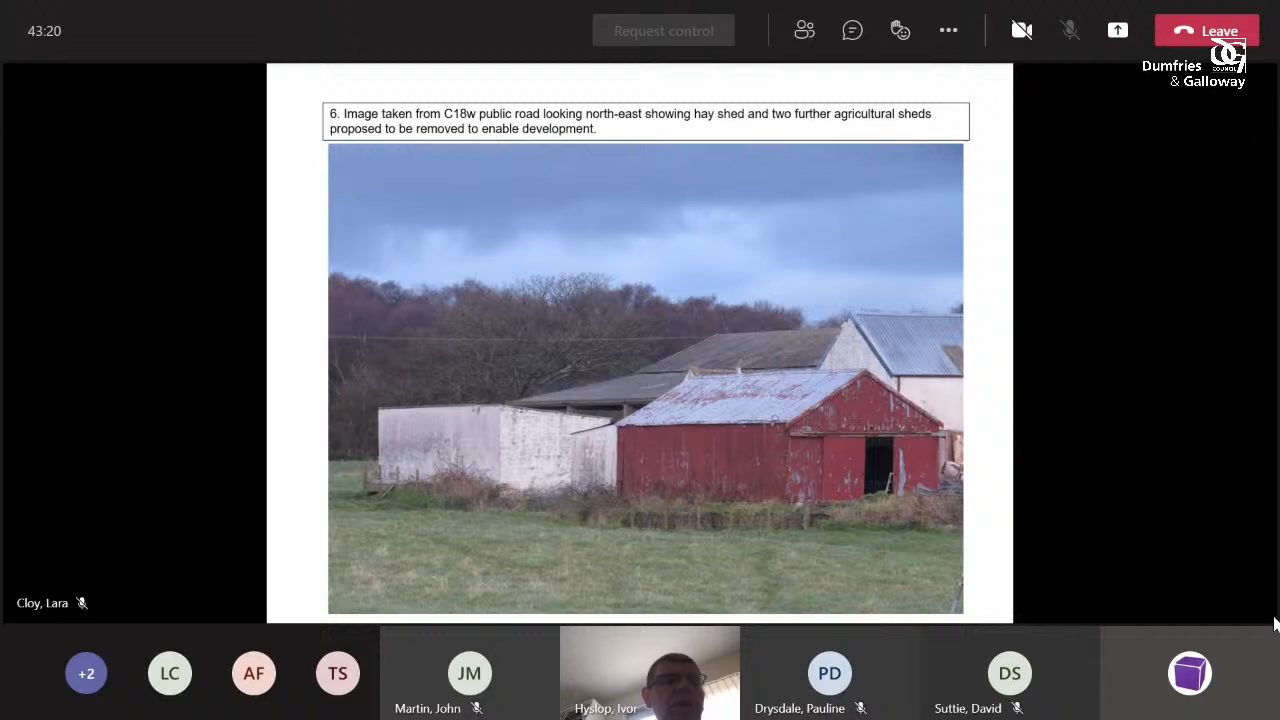 43:20
Request control
Leave
Dumfries
COUNCIL
& Galloway
6. Image taken from C18w public road looking north-east showing hay shed and two further agricultural sheds
proposed to be removed to enable development.
Cloy, Lara
+2
LC
AF
TS
JM
PD
DS
Martin, John
Hyslop, Ivor
Drysdale, Pauline
Suttie, David